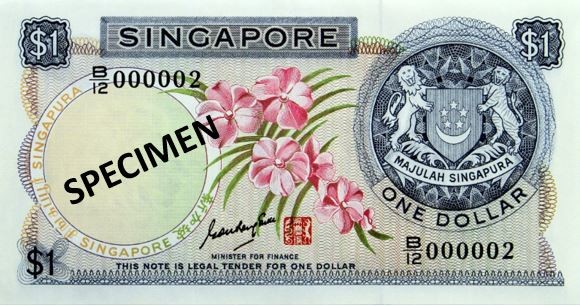 $1 SINGAPORE $1
B/12 000002
SPECIMEN
SINGAPURA
SINGAPORE
MAJULAH SINGAPURA
ONE DOLLAR
B/12 000002
MINISTER FOR FINANCE
$1 THIS NOTE IS LEGAL TENDER FOR ONE DOLLAR